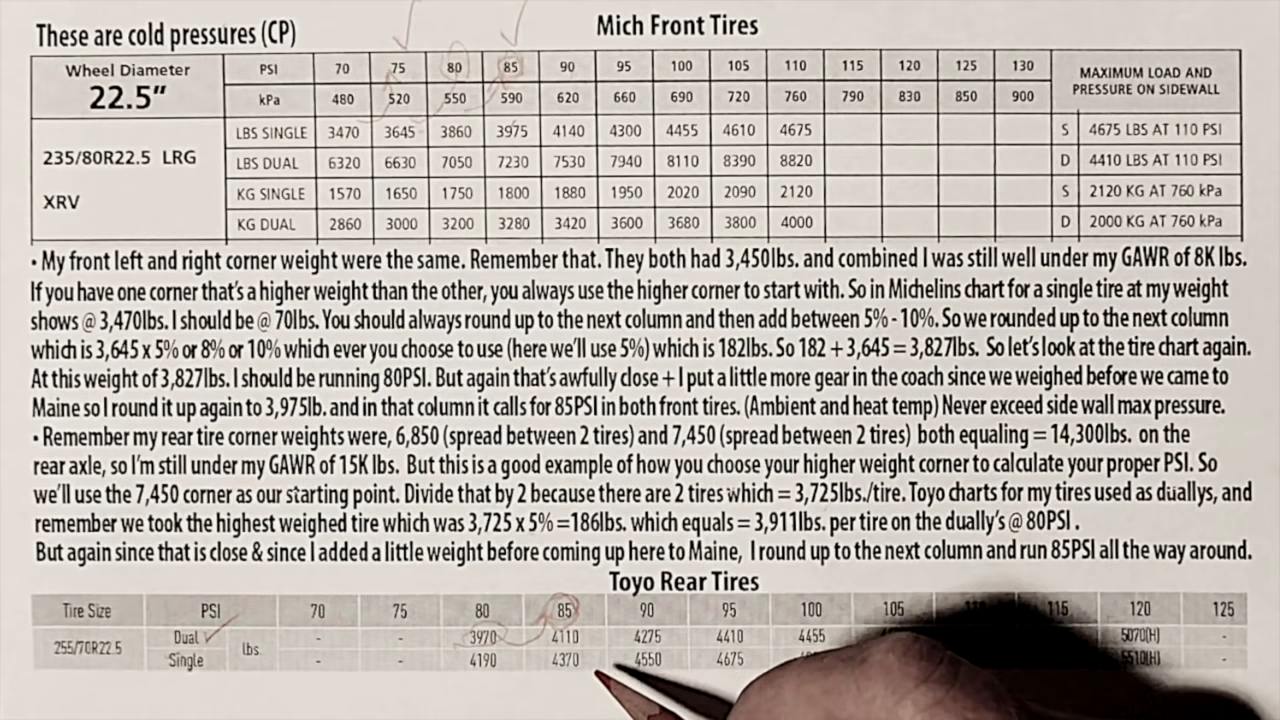 These are cold pressures (CP)
Mich Front Tires
Wheel Diameter 22.5″
PSI 70 75 80 85 90 95 100 105 110 115 120 125 130
kPa 480 520 550 590 620 660 690 720 760 790 830 850 900
MAXIMUM LOAD AND
PRESSURE ON SIDEWALL
235/80R22.5 LRG
XRV
LBS SINGLE 3470 3645 3860 3975 4140 4300 4455 4610 4675 S 4675 LBS AT 110 PSI
LBS DUAL 6320 6630 7050 7230 7530 7940 8110 8390 8820 D 4410 LBS AT 110 PSI
KG SINGLE 1570 1650 1750 1800 1880 1950 2020 2090 2120 S 2120 KG AT 760 kPa
KG DUAL 2860 3000 3200 3280 3420 3600 3680 3800 4000 D 2000 KG AT 760 kPa
• My front left and right corner weight were the same. Remember that. They both had 3,450lbs. and combined I was still well under my GAWR of 8K lbs.
If you have one corner that's a higher weight than the other, you always use the higher corner to start with. So in Michelins chart for a single tire at my weight
shows @ 3,470lbs. I should be @ 70lbs. You should always round up to the next column and then add between 5% - 10%. So we rounded up to the next column
which is 3,645 x 5% or 8% or 10% which ever you choose to use (here we'll use 5%) which is 182lbs. So 182 + 3,645 = 3,827lbs. So let's look at the tire chart again.
At this weight of 3,827lbs. I should be running 80PSI. But again that's awfully close + I put a little more gear in the coach since we weighed before we came to
Maine so I round it up again to 3,975lb. and in that column it calls for 85PSI in both front tires. (Ambient and heat temp) Never exceed side wall max pressure.
• Remember my rear tire corner weights were, 6,850 (spread between 2 tires) and 7,450 (spread between 2 tires) both equaling = 14,300lbs. on the
rear axle, so I'm still under my GAWR of 15K lbs. But this is a good example of how you choose your higher weight corner to calculate your proper PSI. So
we'll use the 7,450 corner as our starting point. Divide that by 2 because there are 2 tires which = 3,725lbs./tire. Toyo charts for my tires used as duallys, and
remember we took the highest weighed tire which was 3,725 x 5% =186lbs. which equals = 3,911lbs. per tire on the dually's @ 80PSI .
But again since that is close & since I added a little weight before coming up here to Maine, I round up to the next column and run 85PSI all the way around.
Toyo Rear Tires
Tire Size PSI 70 75 80 85 90 95 100 105 115 120 125
255/70R22.5 lbs
Dual - - 3970 4110 4275 4410 4455 5070(H) -
Single - - 4190 4370 4550 4675 5510(H) -